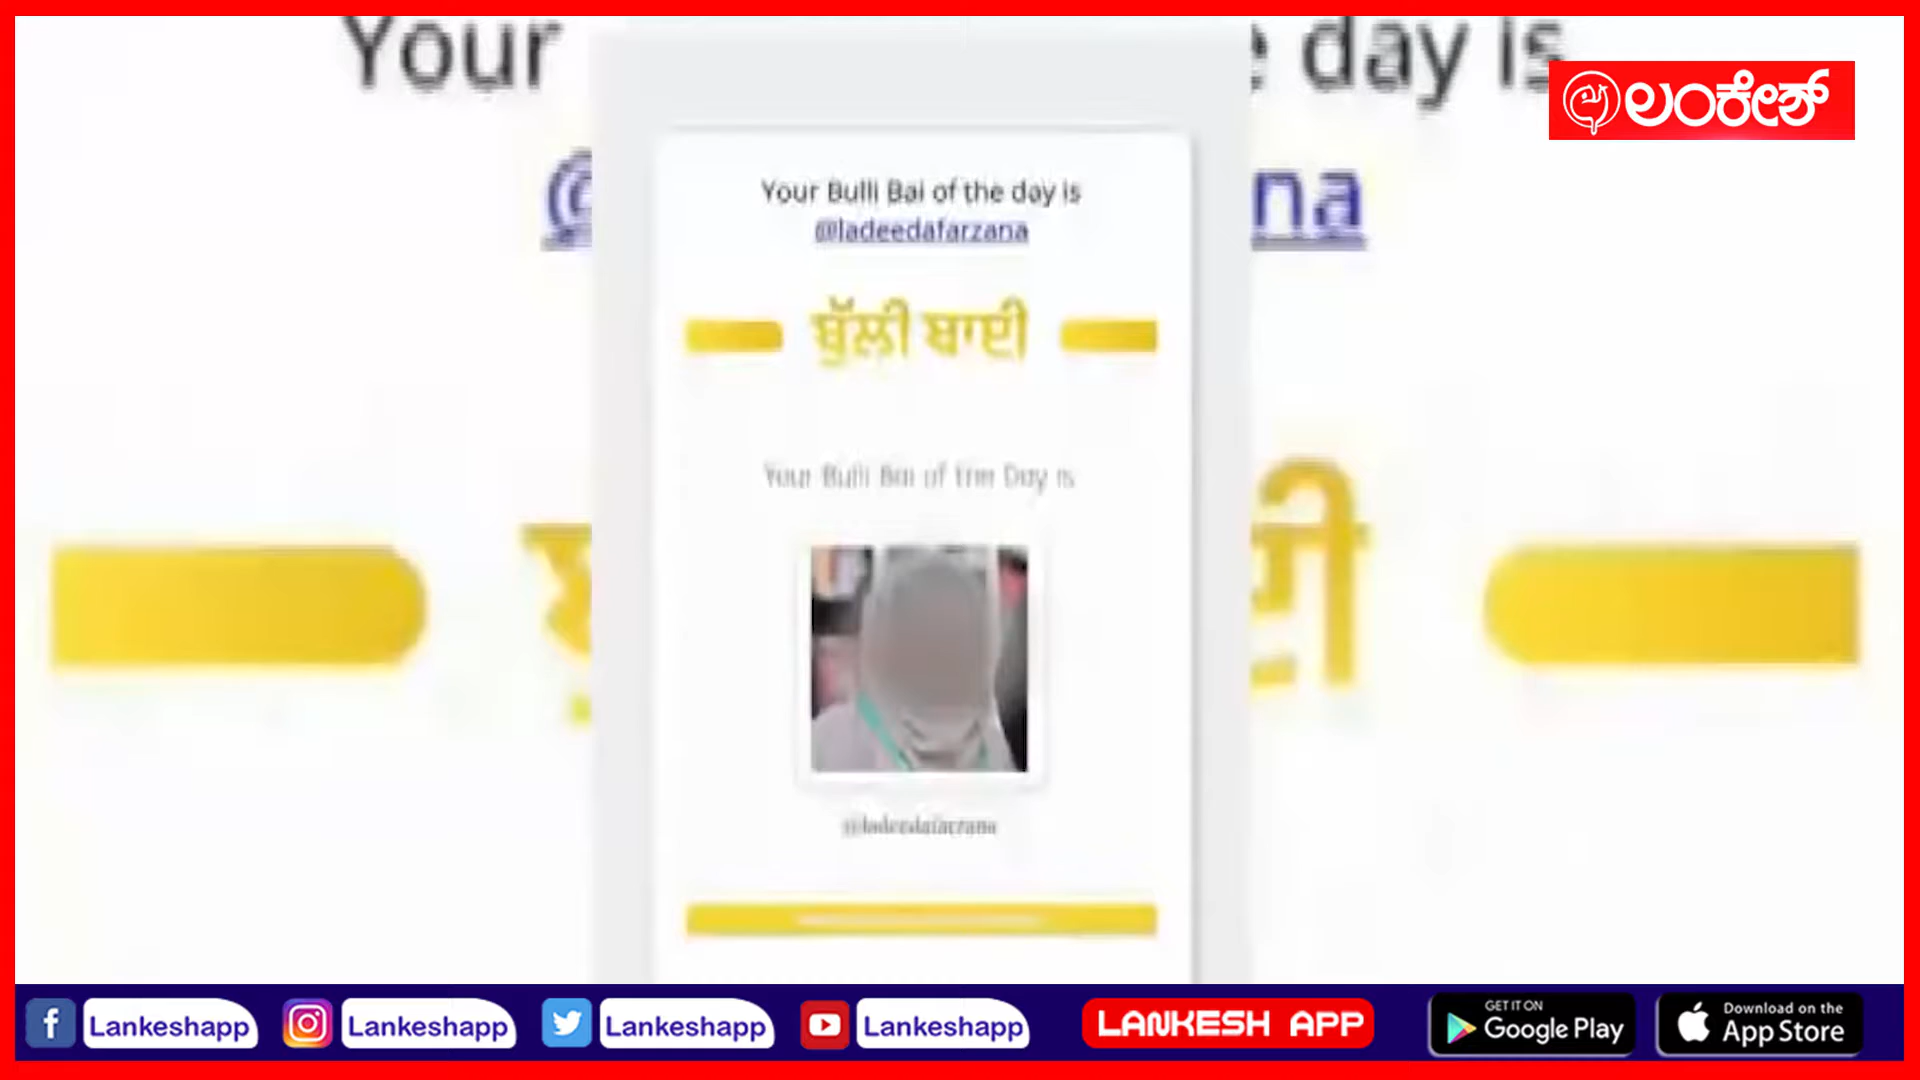 Your
e day is
ಲಂಕೇಶ್
na
Your Bulli Bai of the day is
@ladeedafarzana
ਬੁੱਲੀ ਬਾਈ
Your Bulli Bai of the Day is
@ladeedafarzana
Lankeshapp
Lankeshapp
Lankeshapp
Lankeshapp
LANKESH APP
GET IT ON
Google Play
Download on the
App Store